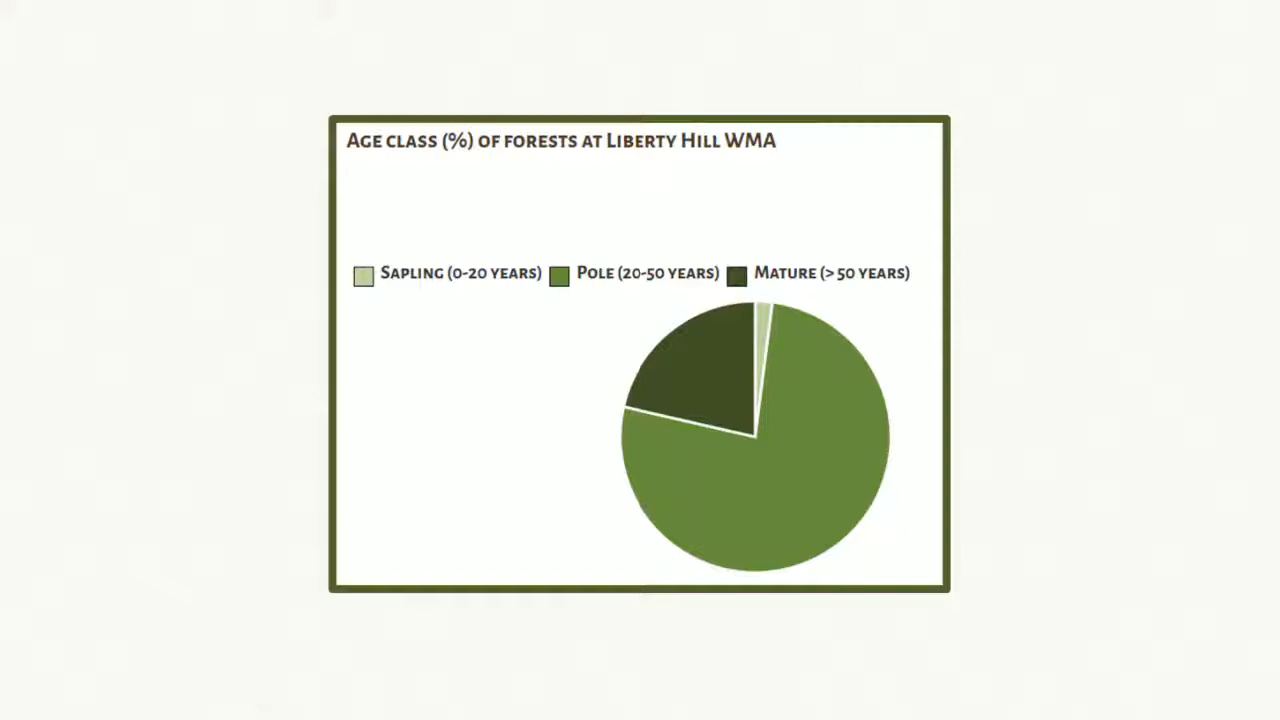 Age class (%) of forests at Liberty Hill WMA
Sapling (0-20 years) Pole (20-50 years) Mature (> 50 years)